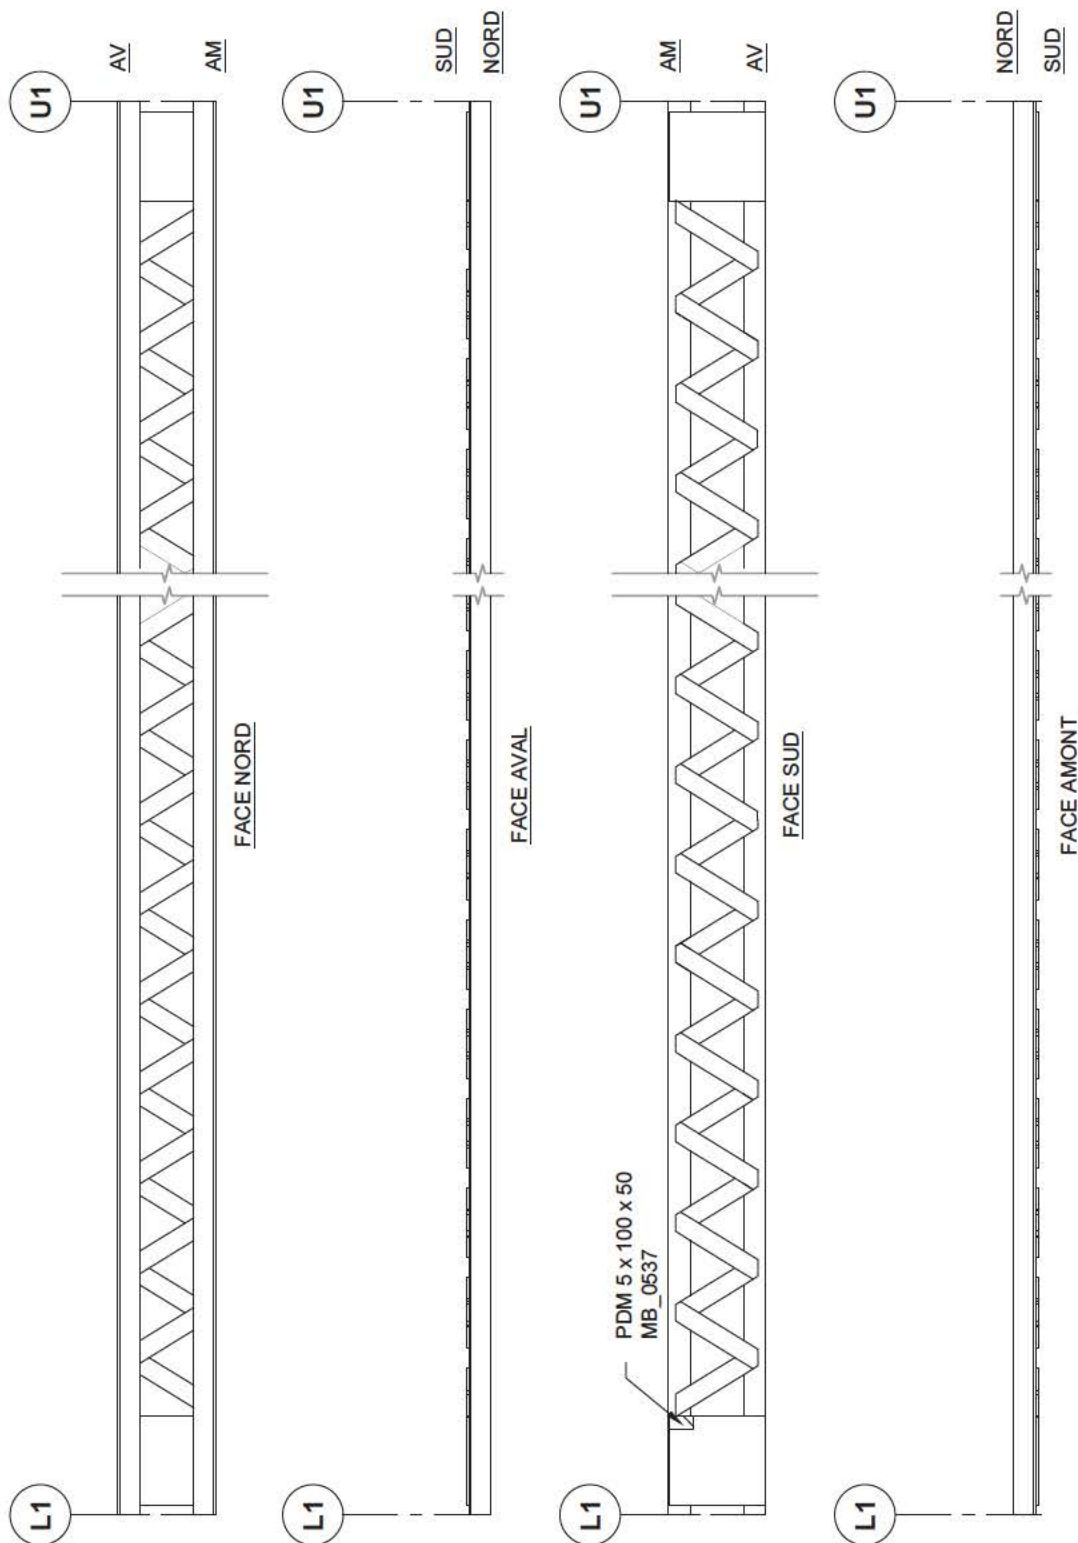 U1
AV
AM
FACE NORD
L1
U1
SUD
NORD
FACE AVAL
L1
U1
AM
AV
PDM 5 x 100 x 50
MB_0537
FACE SUD
L1
U1
NORD
SUD
FACE AMONT
L1